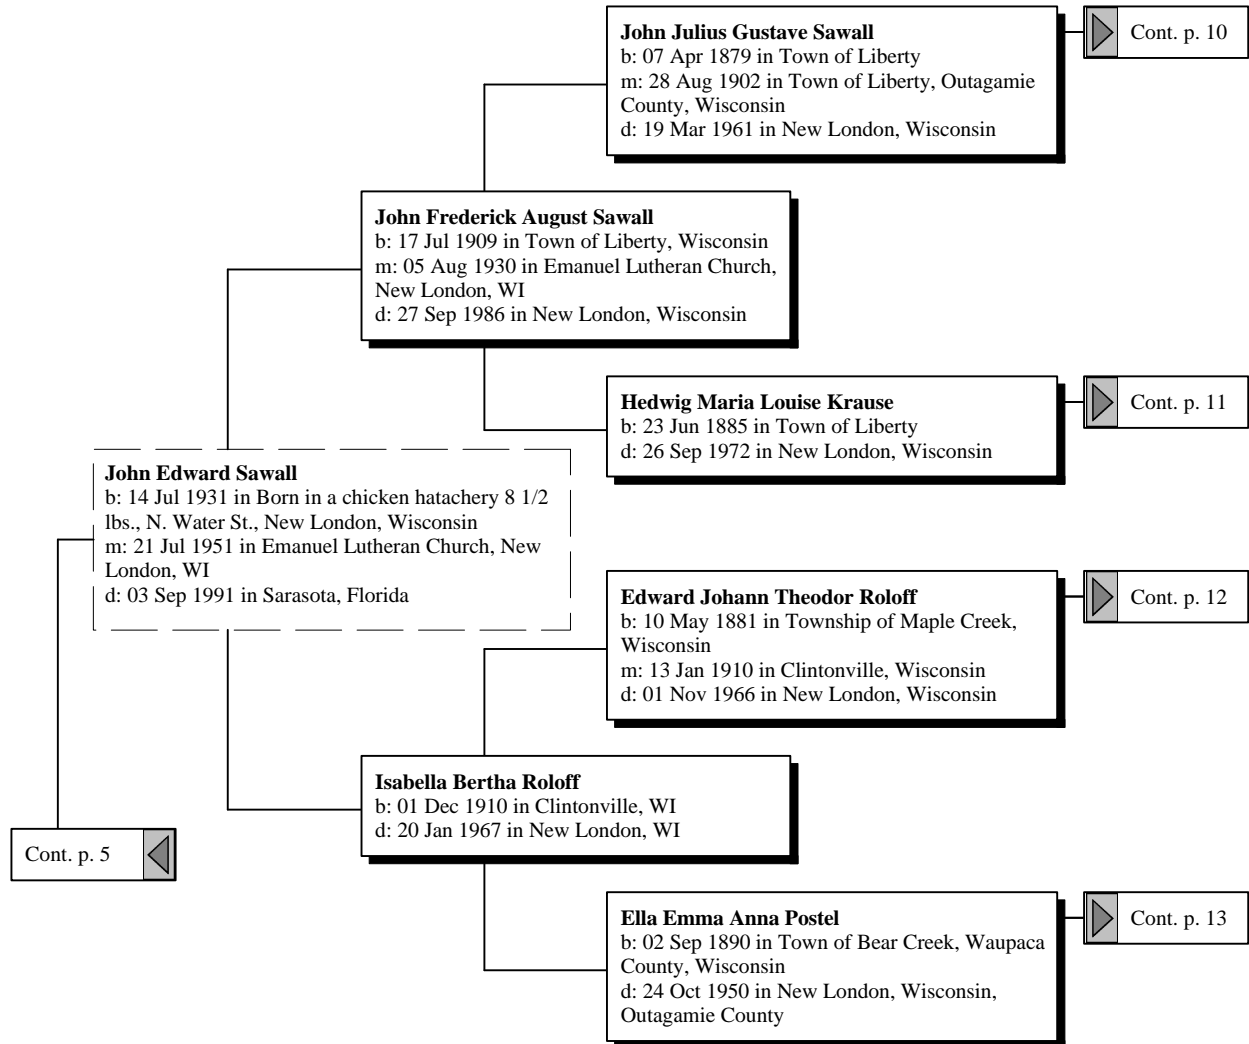 John Julius Gustave Sawall
b: 07 Apr 1879 in Town of Liberty
m: 28 Aug 1902 in Town of Liberty, Outagamie
County, Wisconsin
d: 19 Mar 1961 in New London, Wisconsin
Cont. p. 10
John Frederick August Sawall
b: 17 Jul 1909 in Town of Liberty, Wisconsin
m: 05 Aug 1930 in Emanuel Lutheran Church,
New London, WI
d: 27 Sep 1986 in New London, Wisconsin
Hedwig Maria Louise Krause
b: 23 Jun 1885 in Town of Liberty
d: 26 Sep 1972 in New London, Wisconsin
Cont. p. 11
John Edward Sawall
b: 14 Jul 1931 in Born in a chicken hatachery 8 1/2
lbs., N. Water St., New London, Wisconsin
m: 21 Jul 1951 in Emanuel Lutheran Church, New
London, WI
d: 03 Sep 1991 in Sarasota, Florida
Edward Johann Theodor Roloff
b: 10 May 1881 in Township of Maple Creek,
Wisconsin
m: 13 Jan 1910 in Clintonville, Wisconsin
d: 01 Nov 1966 in New London, Wisconsin
Cont. p. 12
Isabella Bertha Roloff
b: 01 Dec 1910 in Clintonville, WI
d: 20 Jan 1967 in New London, WI
Cont. p. 5
Ella Emma Anna Postel
b: 02 Sep 1890 in Town of Bear Creek, Waupaca
County, Wisconsin
d: 24 Oct 1950 in New London, Wisconsin,
Outagamie County
Cont. p. 13